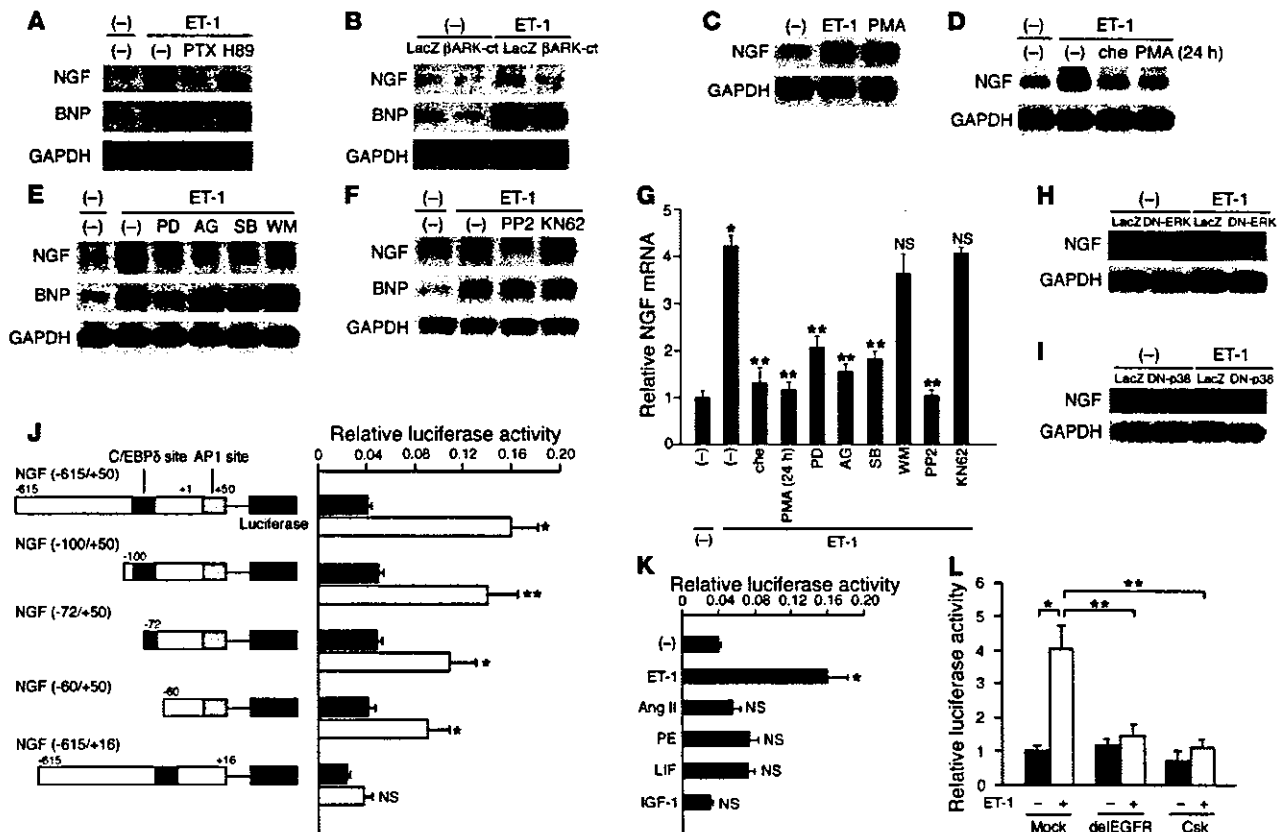 A
(–) ET-1
(–) (–) PTX H89
NGF
BNP
GAPDH
B
(–) ET-1
LacZ βARK-ct LacZ βARK-ct
NGF
BNP
GAPDH
C
(–) ET-1 PMA
NGF
GAPDH
D
(–) ET-1
(–) (–) che PMA (24 h)
NGF
GAPDH
E
(–) ET-1
(–) (–) PD AG SB WM
NGF
BNP
GAPDH
F
(–) ET-1
(–) (–) PP2 KN62
NGF
BNP
GAPDH
G
Relative NGF mRNA
5
4
3
2
1
0
* ** ** ** ** ** NS ** NS
(–) (–) che PMA (24 h) PD AG SB WM PP2 KN62
(–) ET-1
H
(–) ET-1
LacZ DN-ERK LacZ DN-ERK
NGF
GAPDH
I
(–) ET-1
LacZ DN-p38 LacZ DN-p38
NGF
GAPDH
J
Relative luciferase activity
0 0.04 0.08 0.12 0.16 0.20
C/EBPδ site AP1 site
NGF (-615/+50)
-615 +1 +50
Luciferase
*
NGF (-100/+50)
-100
**
NGF (-72/+50)
-72
*
NGF (-60/+50)
-60
*
NGF (-615/+16)
-615 +16
NS
K
Relative luciferase activity
0 0.04 0.08 0.12 0.16 0.20
(–)
ET-1 *
Ang II NS
PE NS
LIF NS
IGF-1 NS
L
Relative luciferase activity
6
5
4
3
2
1
0
* ** **
ET-1 – + – + – +
Mock delEGFR Csk